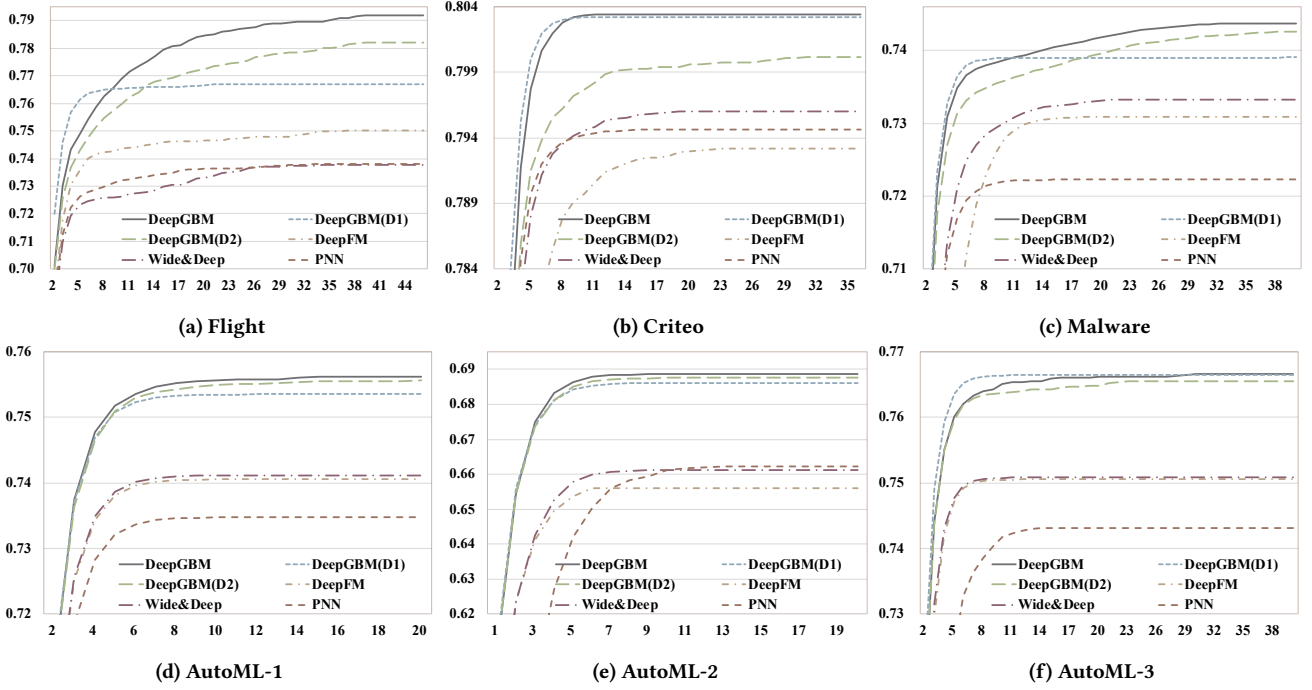 0.79
0.78
0.77
0.76
0.75
0.74
0.73
0.72
0.71
0.70
DeepGBM DeepGBM(D1)
DeepGBM(D2) DeepFM
Wide&Deep PNN
2 5 8 11 14 17 20 23 26 29 32 35 38 41 44
(a) Flight
0.804
0.799
0.794
0.789
0.784
DeepGBM DeepGBM(D1)
DeepGBM(D2) DeepFM
Wide&Deep PNN
2 5 8 11 14 17 20 23 26 29 32 35
(b) Criteo
0.74
0.73
0.72
0.71
DeepGBM DeepGBM(D1)
DeepGBM(D2) DeepFM
Wide&Deep PNN
2 5 8 11 14 17 20 23 26 29 32 35 38
(c) Malware
0.76
0.75
0.74
0.73
0.72
DeepGBM DeepGBM(D1)
DeepGBM(D2) DeepFM
Wide&Deep PNN
2 4 6 8 10 12 14 16 18 20
(d) AutoML-1
0.69
0.68
0.67
0.66
0.65
0.64
0.63
0.62
DeepGBM DeepGBM(D1)
DeepGBM(D2) DeepFM
Wide&Deep PNN
1 3 5 7 9 11 13 15 17 19
(e) AutoML-2
0.77
0.76
0.75
0.74
0.73
DeepGBM DeepGBM(D1)
DeepGBM(D2) DeepFM
Wide&Deep PNN
2 5 8 11 14 17 20 23 26 29 32 35 38
(f) AutoML-3